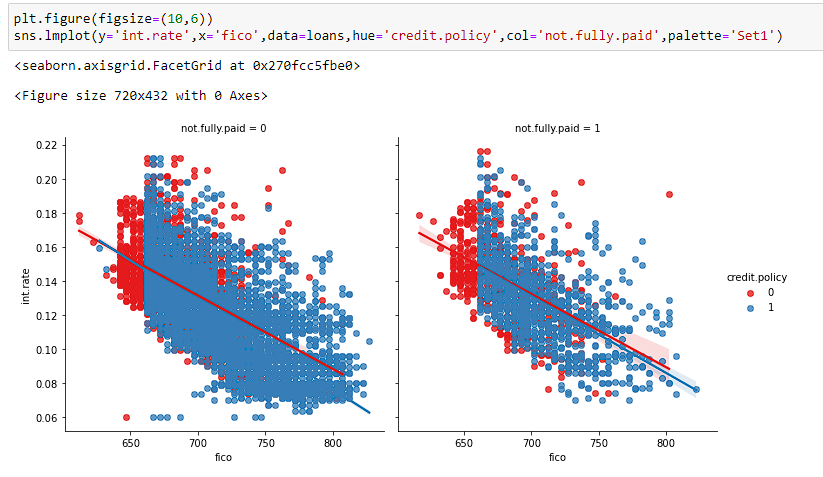 plt.figure(figsize=(10,6))
sns.lmplot(y='int.rate',x='fico',data=loans,hue='credit.policy',col='not.fully.paid',palette='Set1')
<seaborn.axisgrid.FacetGrid at 0x270fcc5fbe0>
<Figure size 720x432 with 0 Axes>
not.fully.paid = 0
not.fully.paid = 1
0.22
0.20
0.18
0.16
0.14
0.12
0.10
0.08
0.06
int.rate
650 700 750 800
650 700 750 800
fico
fico
credit.policy
0
1